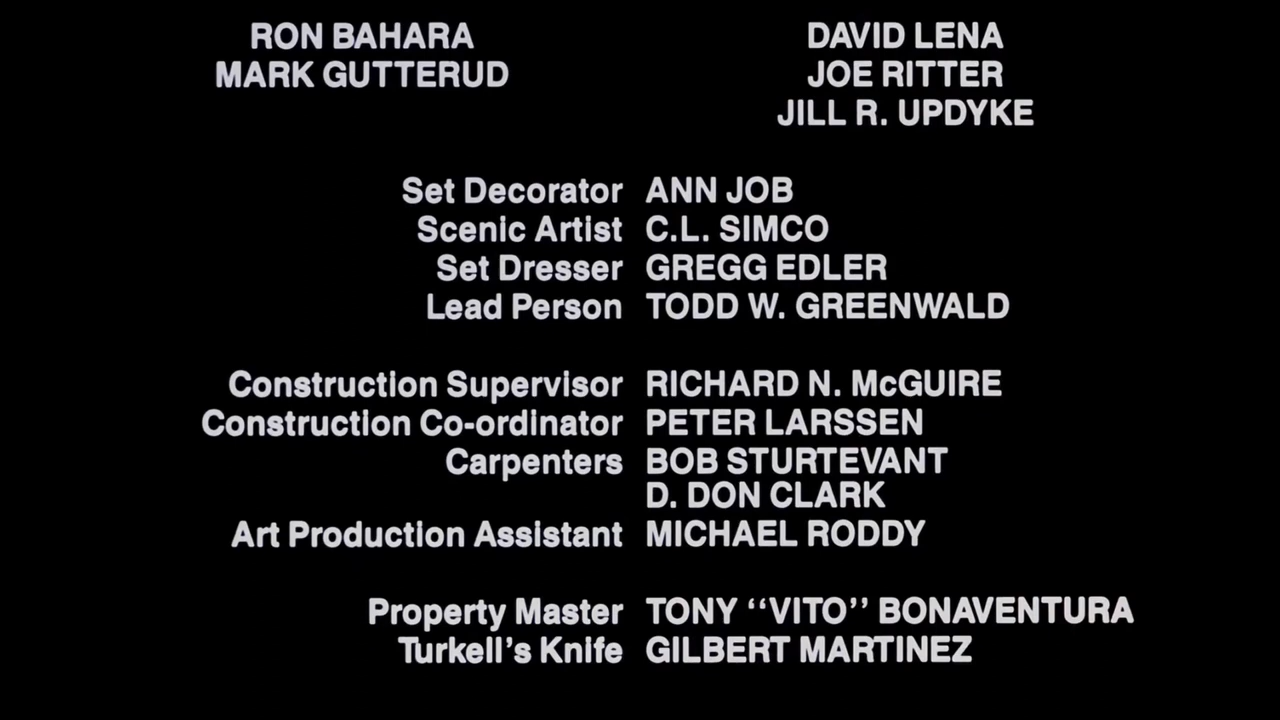 RON BAHARA
MARK GUTTERUD
DAVID LENA
JOE RITTER
JILL R. UPDYKE
Set Decorator ANN JOB
Scenic Artist C.L. SIMCO
Set Dresser GREGG EDLER
Lead Person TODD W. GREENWALD
Construction Supervisor RICHARD N. McGUIRE
Construction Co-ordinator PETER LARSSEN
Carpenters BOB STURTEVANT
D. DON CLARK
Art Production Assistant MICHAEL RODDY
Property Master TONY "VITO" BONAVENTURA
Turkell's Knife GILBERT MARTINEZ